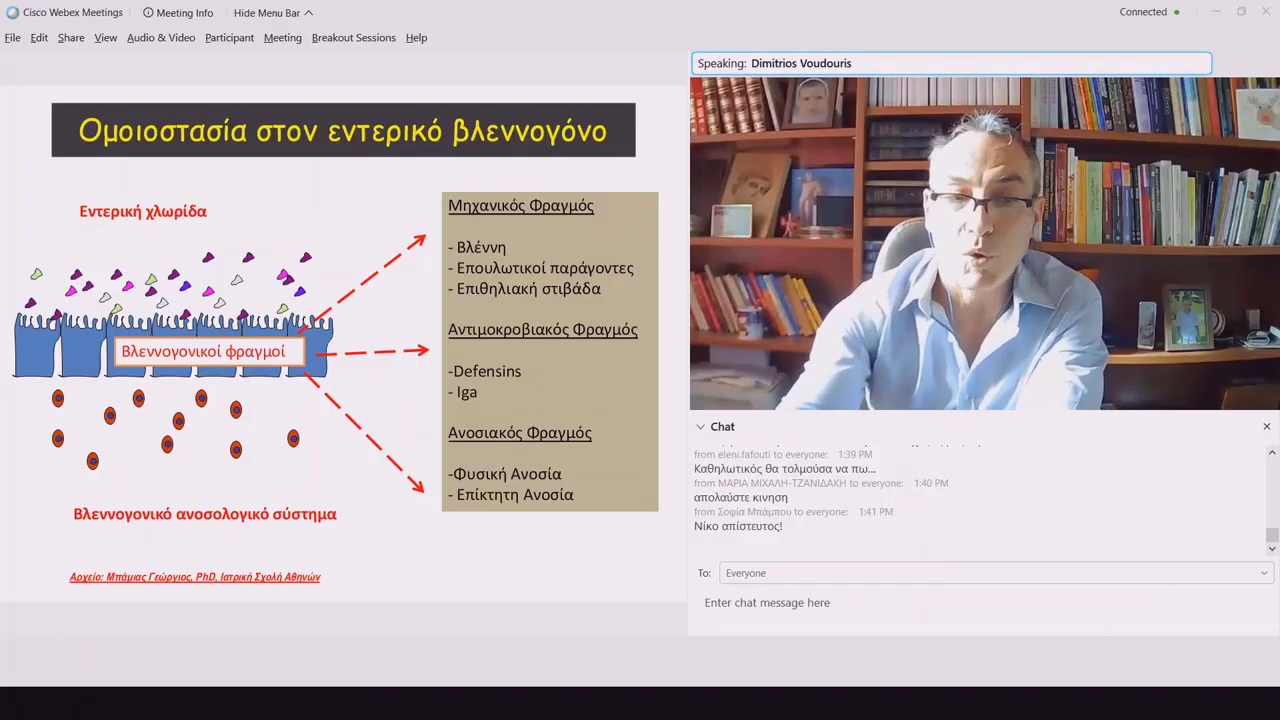 Cisco Webex Meetings
Meeting Info
Hide Menu Bar
Connected
File Edit Share View Audio & Video Participant Meeting Breakout Sessions Help
Speaking: Dimitrios Voudouris
Ομοιοστασία στον εντερικό βλεννογόνο
Εντερική χλωρίδα
Βλεννογονικοί φραγμοί
Βλεννογονικό ανοσολογικό σύστημα
Αρχείο: Μπάμιας Γεώργιος, PhD, Ιατρική Σχολή Αθηνών
Μηχανικός Φραγμός
- Βλέννη
- Επουλωτικοί παράγοντες
- Επιθηλιακή στιβάδα
Αντιμοκροβιακός Φραγμός
-Defensins
- Iga
Ανοσιακός Φραγμός
-Φυσική Ανοσία
- Επίκτητη Ανοσία
Chat
from eleni.fafouti to everyone: 1:39 PM
Καθηλωτικός θα τολμούσα να πω...
from ΜΑΡΙΑ ΜΙΧΑΛΗ-ΤΖΑΝΙΔΑΚΗ to everyone: 1:40 PM
απολαύστε κινηση
from Σοφία Μπάμπου to everyone: 1:41 PM
Νίκο απίστευτος!
To: Everyone
Enter chat message here